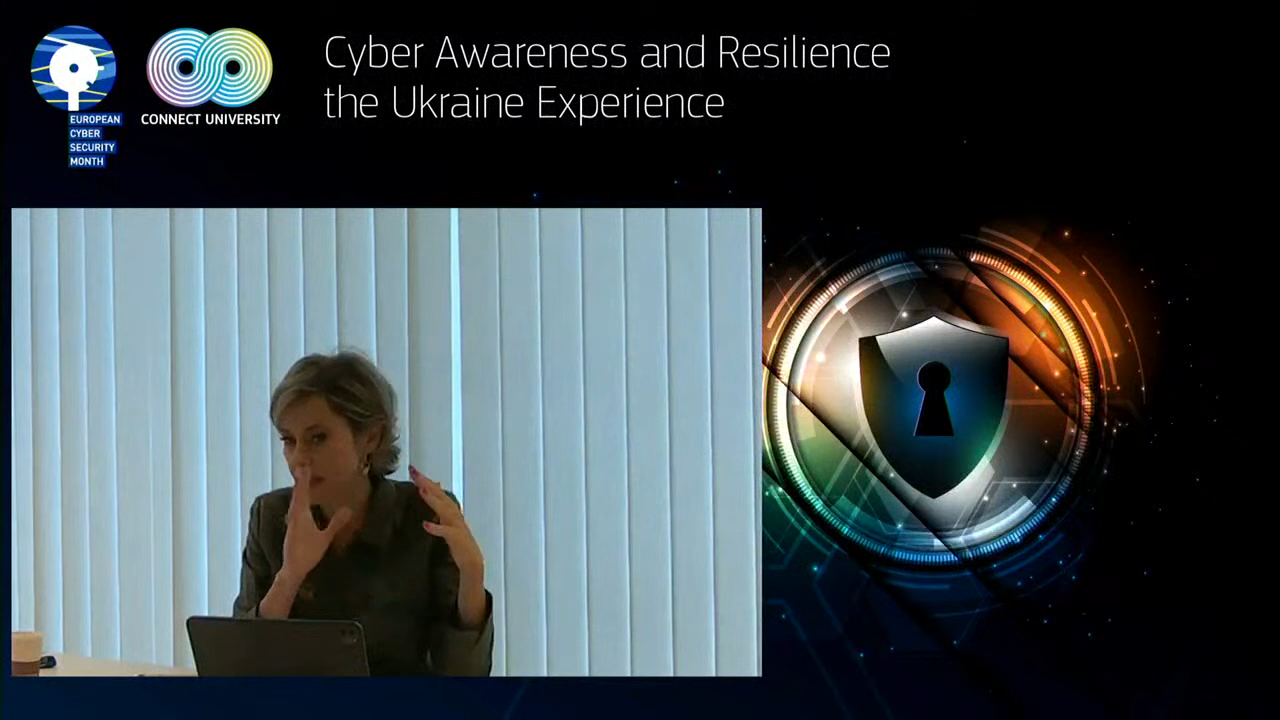 EUROPEAN
CYBER
SECURITY
MONTH
CONNECT UNIVERSITY
Cyber Awareness and Resilience
the Ukraine Experience